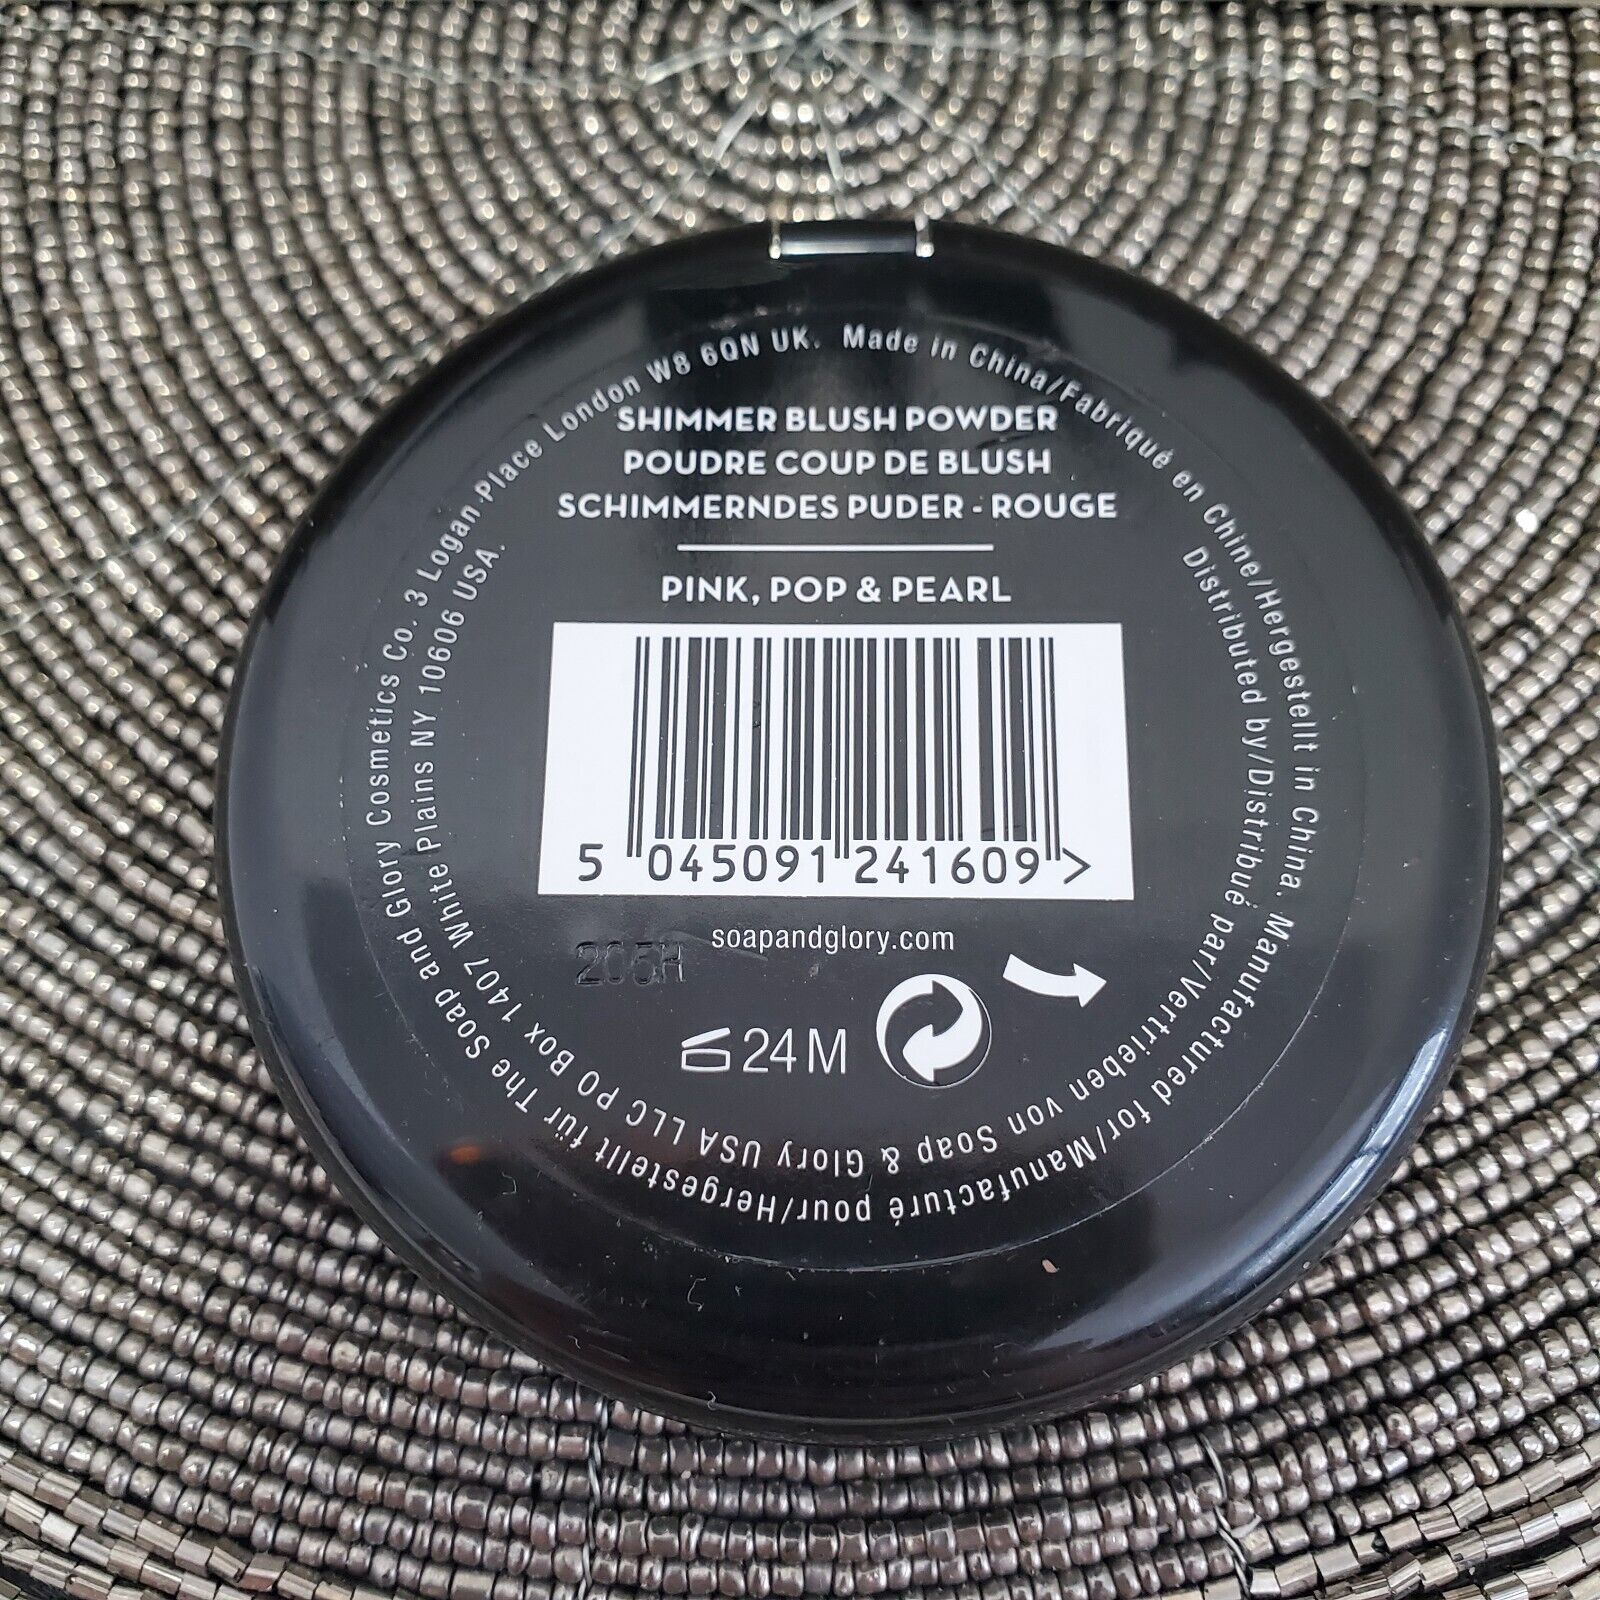 SHIMMER BLUSH POWDER
POUDRE COUP DE BLUSH
SCHIMMERNDES PUDER - ROUGE
PINK, POP & PEARL
5 045091 241609 >
soapandglory.com
205H
24M
Made in China/Fabriqué en Chine/Hergestellt in China. Manufactured for/Manufacturé pour/Hergestellt für The Soap and Glory Cosmetics Co. 3 Logan Place London W8 6QN UK.
Distributed by/Distribué par/Vertrieben von Soap & Glory USA LLC PO Box 1407 White Plains NY 10606 USA.